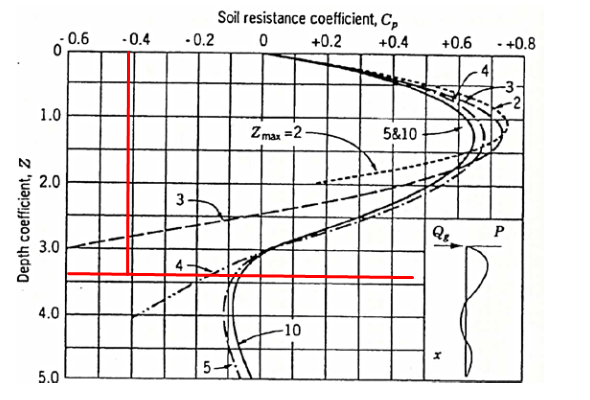 Soil resistance coefficient, Cp
-0.6 -0.4 -0.2 0 +0.2 +0.4 +0.6 +0.8
0
4
3
2
1.0
Zmax=2
5&10
Depth coefficient, Z
2.0
3
Qg P
3.0
4
4.0
10
x
5
5.0